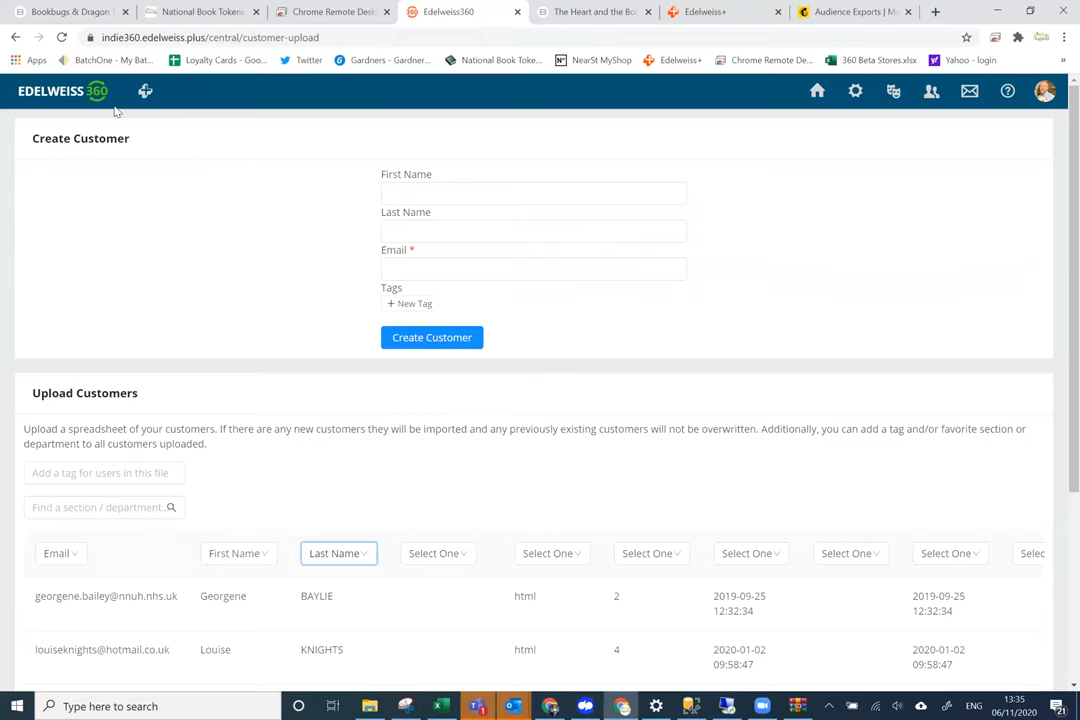 Bookbugs & Dragon T
National Book Tokens
Chrome Remote Desk
Edelweiss360
The Heart and the Bot
Edelweiss+
Audience Exports | M
indie360.edelweiss.plus/central/customer-upload
Apps
BatchOne - My Bat...
Loyalty Cards - Goo...
Twitter
Gardners - Gardner...
National Book Toke...
NearSt MyShop
Edelweiss+
Chrome Remote De...
360 Beta Stores.xlsx
Yahoo - login
EDELWEISS 360
Create Customer
First Name
Last Name
Email *
Tags
+ New Tag
Create Customer
Upload Customers
Upload a spreadsheet of your customers. If there are any new customers they will be imported and any previously existing customers will not be overwritten. Additionally, you can add a tag and/or favorite section or
department to all customers uploaded.
Add a tag for users in this file
Find a section / department...
Email First Name Last Name Select One Select One Select One Select One Select One Select One Selec
georgene.bailey@nnuh.nhs.uk Georgene BAYLIE html 2 2019-09-25 2019-09-25
12:32:34 12:32:34
louiseknights@hotmail.co.uk Louise KNIGHTS html 4 2020-01-02 2020-01-02
09:58:47 09:58:47
Type here to search
ENG
13:35
06/11/2020
21